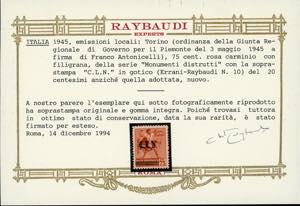 RAYBAUDI
EXPERTS
ITALIA 1945, emissioni locali: Torino (ordinanza della Giunta Re-
gionale di Governo per il Piemonte del 3 maggio 1945 a
firma di Franco Antonicelli), 75 cent. rosa carminio con
filigrana, della serie "Monumenti distrutti" con la sopra-
stampa "C.L.N." in gotico (Errani-Raybaudi N. 10) del 20
centesimi anziché quella adottata, nuovo.
A nostro parere l'esemplare qui sotto fotograficamente riprodotto
ha soprastampa originale e gomma integra. Poiché trovasi tuttora
in ottimo stato di conservazione, data la sua rarità, è stato
firmato per esteso.
Roma, 14 dicembre 1994
ROMA